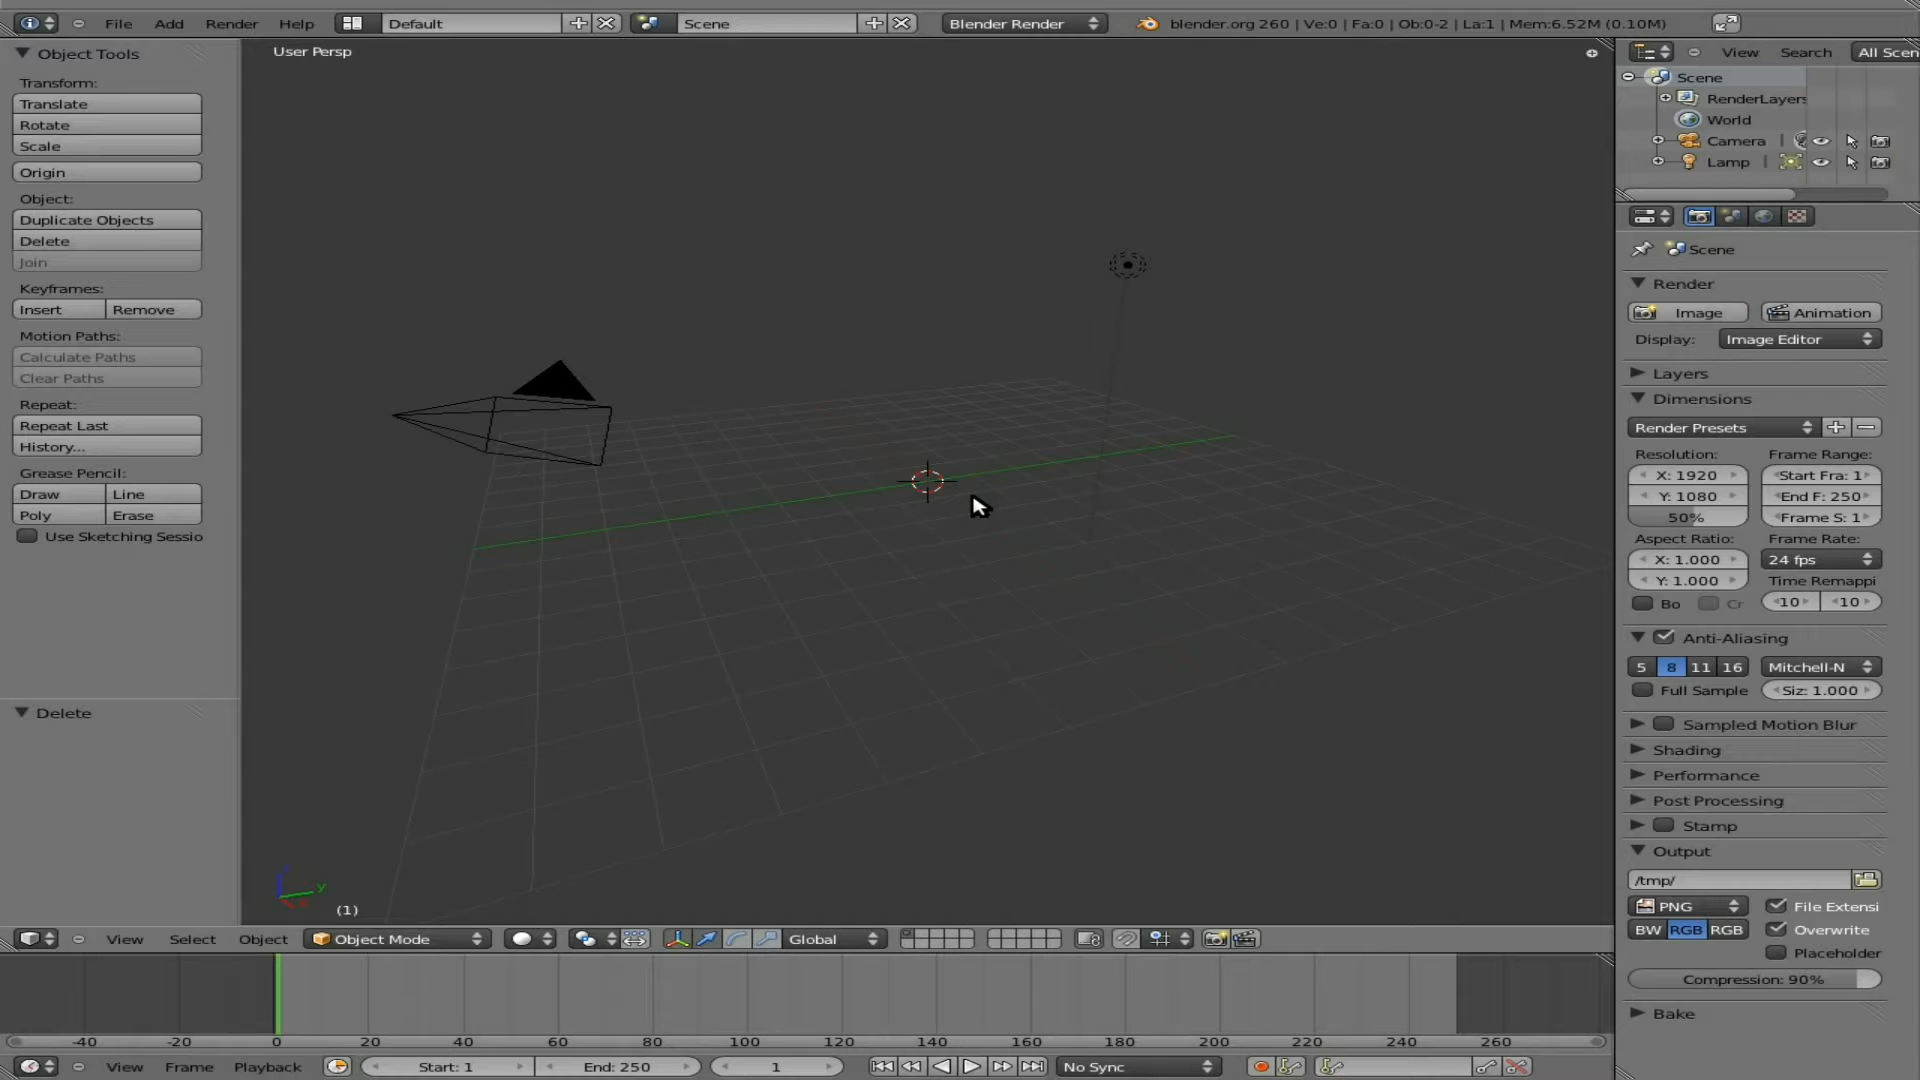 File Add Render Help Default Scene Blender Render blender.org 260 | Ve:0 | Fa:0 | Ob:0-2 | La:1 | Mem:6.52M (0.10M)
Object Tools
Transform:
Translate
Rotate
Scale
Origin
Object:
Duplicate Objects
Delete
Join
Keyframes:
Insert Remove
Motion Paths:
Calculate Paths
Clear Paths
Repeat:
Repeat Last
History...
Grease Pencil:
Draw Line
Poly Erase
Use Sketching Sessio
Delete
User Persp
y
(1)
View Select Object Object Mode Global
-40 -20 0 20 40 60 80 100 120 140 160 180 200 220 240 260
View Frame Playback Start: 1 End: 250 1 No Sync
View Search All Scen
Scene
RenderLayers
World
Camera |
Lamp |
Scene
Render
Image Animation
Display: Image Editor
Layers
Dimensions
Render Presets
Resolution: Frame Range:
X: 1920 Start Fra: 1
Y: 1080 End F: 250
50% Frame S: 1
Aspect Ratio: Frame Rate:
X: 1.000 24 fps
Y: 1.000 Time Remappi
Bo Cr 10 10
Anti-Aliasing
5 8 11 16 Mitchell-N
Full Sample Siz: 1.000
Sampled Motion Blur
Shading
Performance
Post Processing
Stamp
Output
/tmp/
PNG File Extensi
BW RGB RGB Overwrite
Placeholder
Compression: 90%
Bake